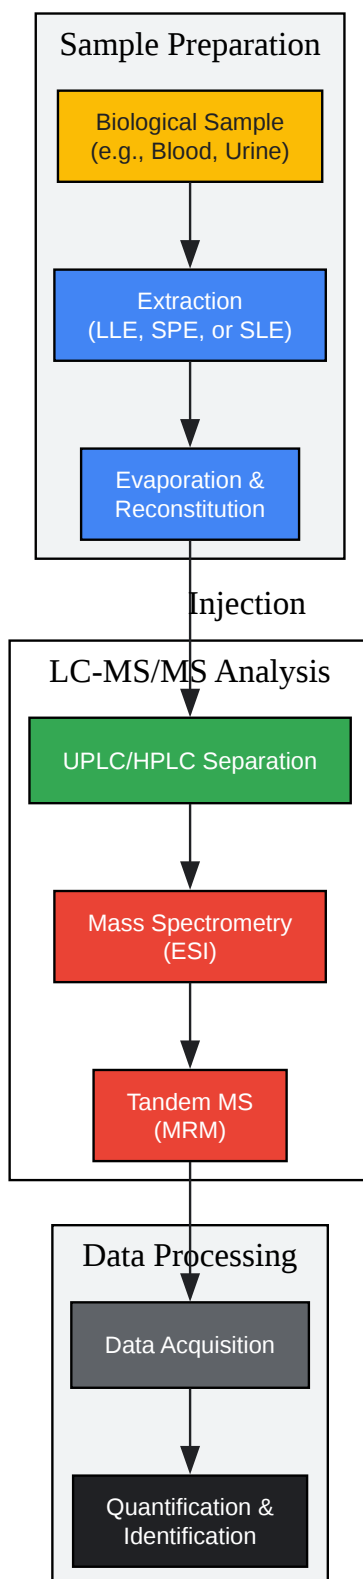 Sample Preparation
Biological Sample
(e.g., Blood, Urine)
Extraction
(LLE, SPE, or SLE)
Evaporation &
Reconstitution
Injection
LC-MS/MS Analysis
UPLC/HPLC Separation
Mass Spectrometry
(ESI)
Tandem MS
(MRM)
Data Processing
Data Acquisition
Quantification &
Identification